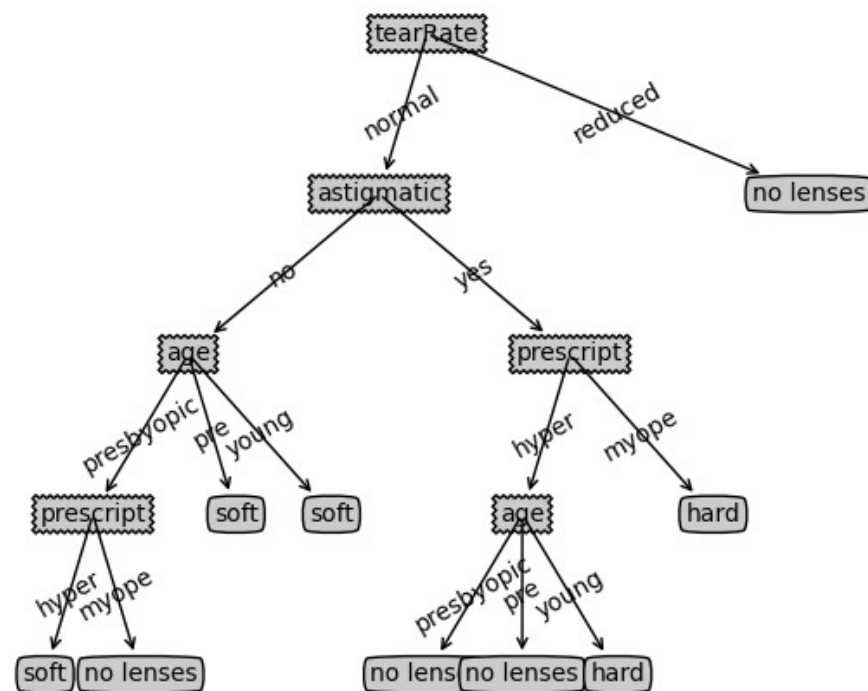 tearRate
normal
reduced
astigmatic
no lenses
no
yes
age
prescript
presbyopic
pre
young
hyper
myope
prescript
soft
soft
age
hard
hyper
myope
presbyopic
pre
young
soft
no lenses
no lens
no lenses
hard